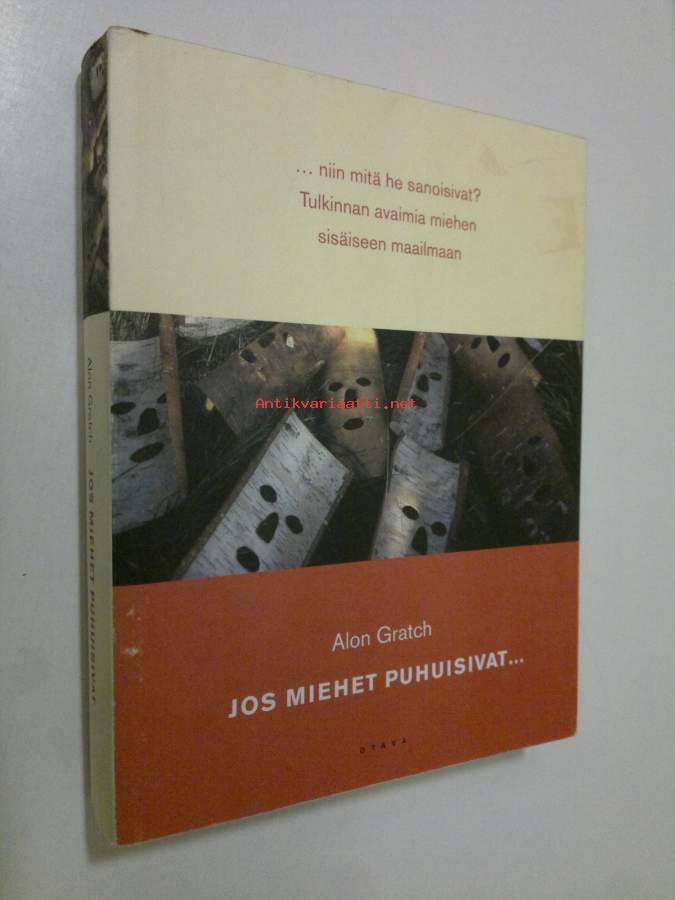 ... niin mitä he sanoisivat?
Tulkinnan avaimia miehen
sisäiseen maailmaan
Antikvariaatti.net
Alon Gratch
JOS MIEHET PUHUISIVAT...
OTAVA
Alon Gratch JOS MIEHET PUHUISIVAT...